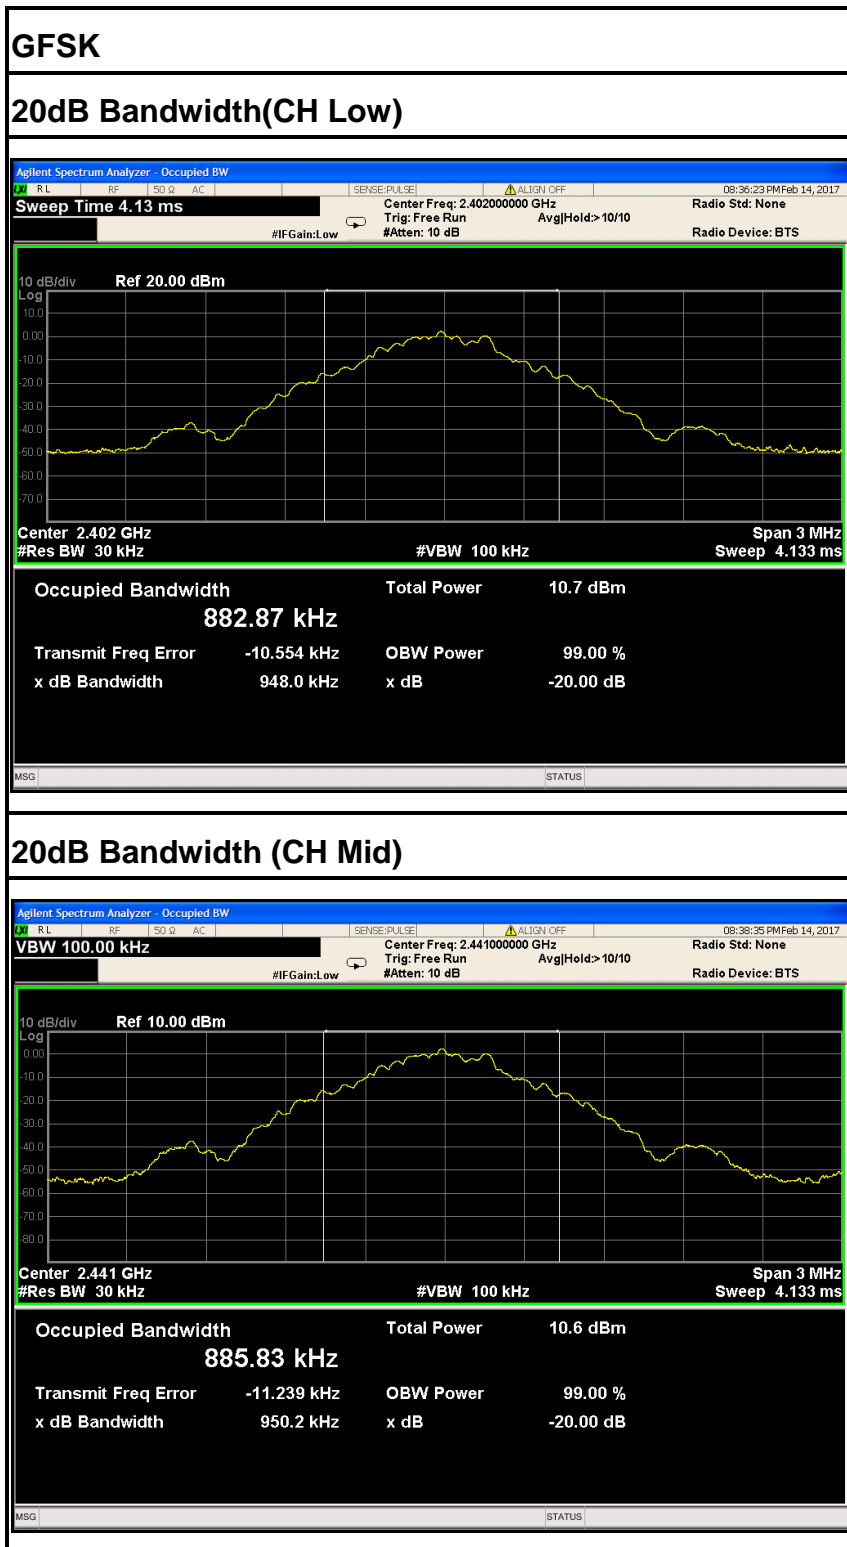 GFSK
20dB Bandwidth(CH Low)
Agilent Spectrum Analyzer - Occupied BW
LXI RL RF 50 Ω AC SENSE:PULSE ALIGN OFF 08:36:23 PM Feb 14, 2017
Sweep Time 4.13 ms
Center Freq: 2.402000000 GHz Radio Std: None
Trig: Free Run Avg|Hold:>10/10
#IFGain:Low #Atten: 10 dB Radio Device: BTS
10 dB/div Ref 20.00 dBm
Log
10.0
0.00
-10.0
-20.0
-30.0
-40.0
-50.0
-60.0
-70.0
Center 2.402 GHz Span 3 MHz
#Res BW 30 kHz #VBW 100 kHz Sweep 4.133 ms
Occupied Bandwidth Total Power 10.7 dBm
882.87 kHz
Transmit Freq Error -10.554 kHz OBW Power 99.00 %
x dB Bandwidth 948.0 kHz x dB -20.00 dB
MSG STATUS
20dB Bandwidth (CH Mid)
Agilent Spectrum Analyzer - Occupied BW
LXI RL RF 50 Ω AC SENSE:PULSE ALIGN OFF 08:38:35 PM Feb 14, 2017
VBW 100.00 kHz
Center Freq: 2.441000000 GHz Radio Std: None
Trig: Free Run Avg|Hold:>10/10
#IFGain:Low #Atten: 10 dB Radio Device: BTS
10 dB/div Ref 10.00 dBm
Log
0.00
-10.0
-20.0
-30.0
-40.0
-50.0
-60.0
-70.0
-80.0
Center 2.441 GHz Span 3 MHz
#Res BW 30 kHz #VBW 100 kHz Sweep 4.133 ms
Occupied Bandwidth Total Power 10.6 dBm
885.83 kHz
Transmit Freq Error -11.239 kHz OBW Power 99.00 %
x dB Bandwidth 950.2 kHz x dB -20.00 dB
MSG STATUS